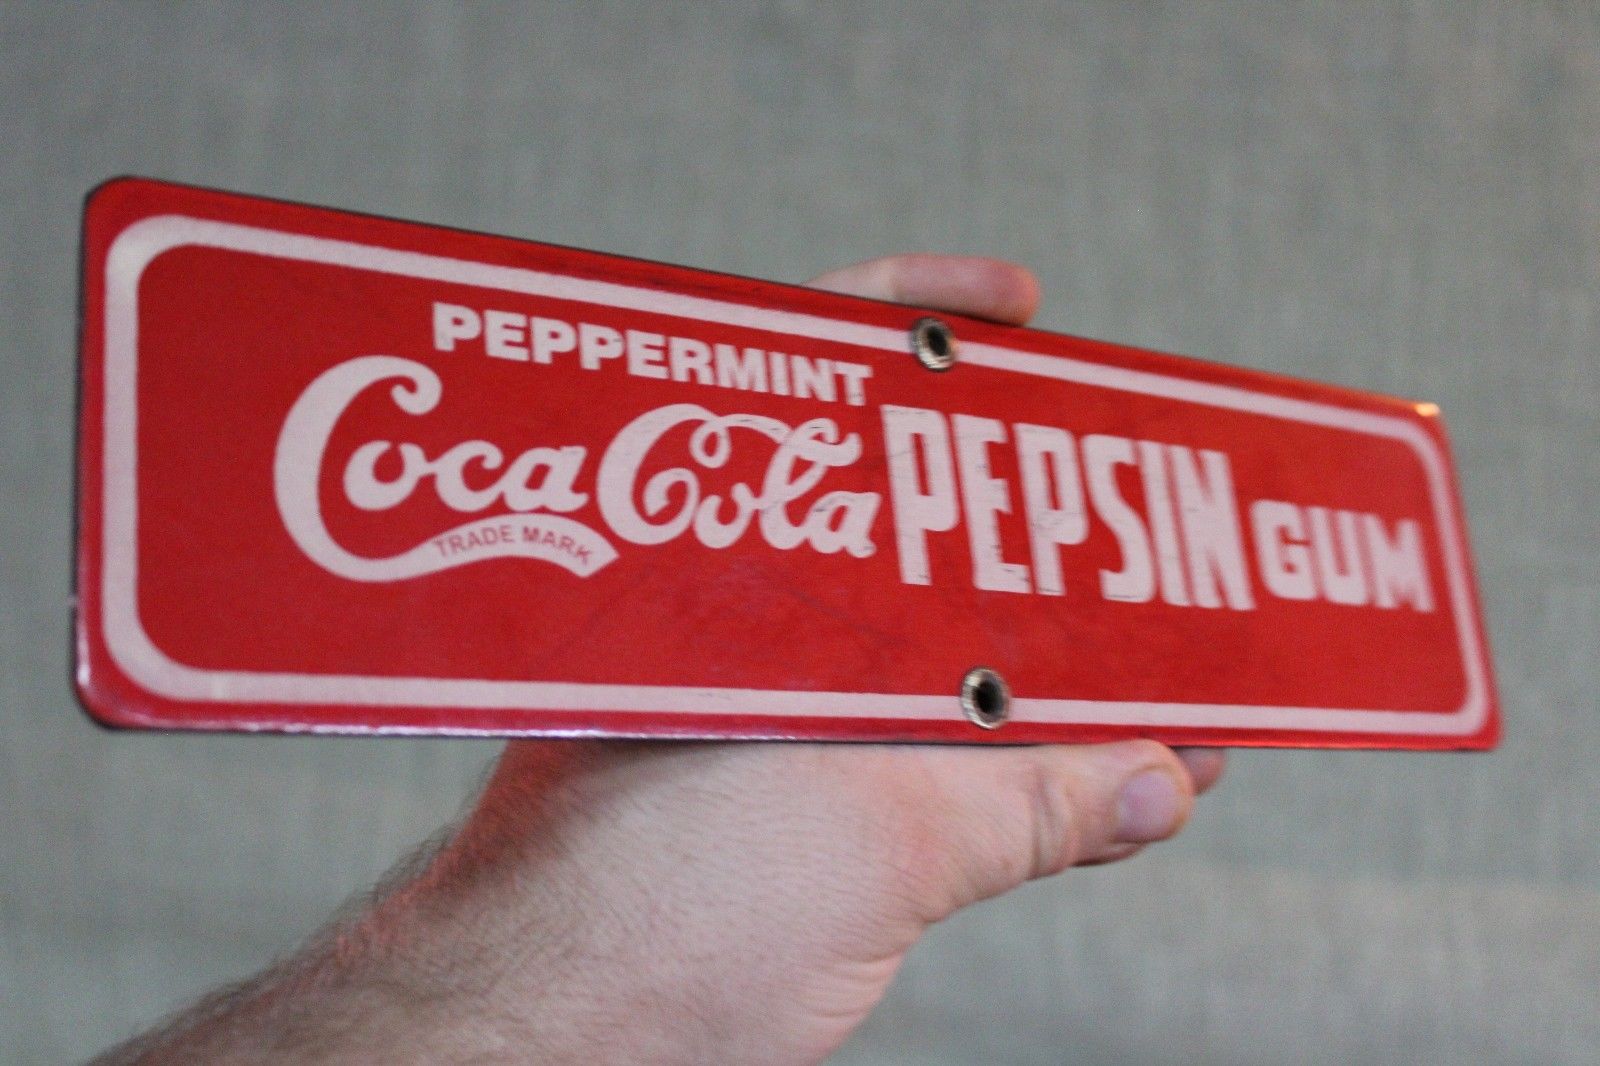 PEPPERMINT
Coca Cola PEPSIN GUM
TRADE MARK